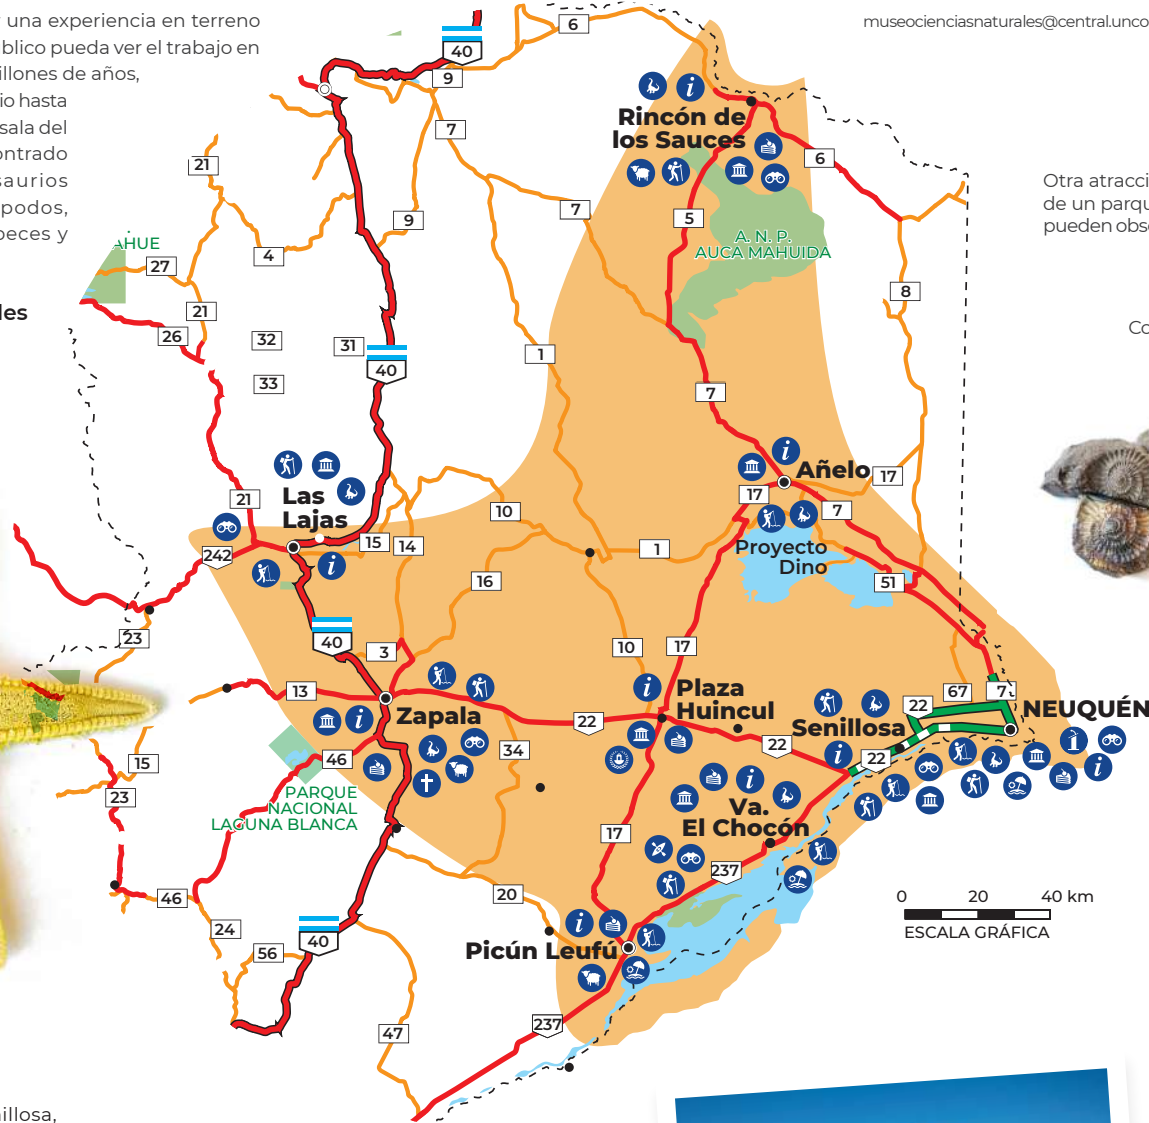 una experiencia en terreno
museocienciasnaturales@central.unco
blico pueda ver el trabajo en
illones de años,
io hasta
sala del
ontrado
saurios
podos,
peces y
les
Otra atracci
de un parqu
pueden obse
Co
40
6
9
7
21
9
7
4
27
21
26
32
31
33
40
1
AHUE
Rincón de
los Sauces
6
5
A. N. P.
AUCA MAHUIDA
8
7
Añelo
17
17
7
Proyecto
Dino
51
21
Las
Lajas
242
15
14
10
1
16
23
40
3
13
10
17
Zapala
22
Plaza
Huincul
22
Senillosa
22
22
67
7
NEUQUÉN
46
34
15
23
PARQUE
NACIONAL
LAGUNA BLANCA
Va.
El Chocón
17
237
46
24
56
40
20
Picún Leufú
237
47
0 20 40 km
ESCALA GRÁFICA
illosa,